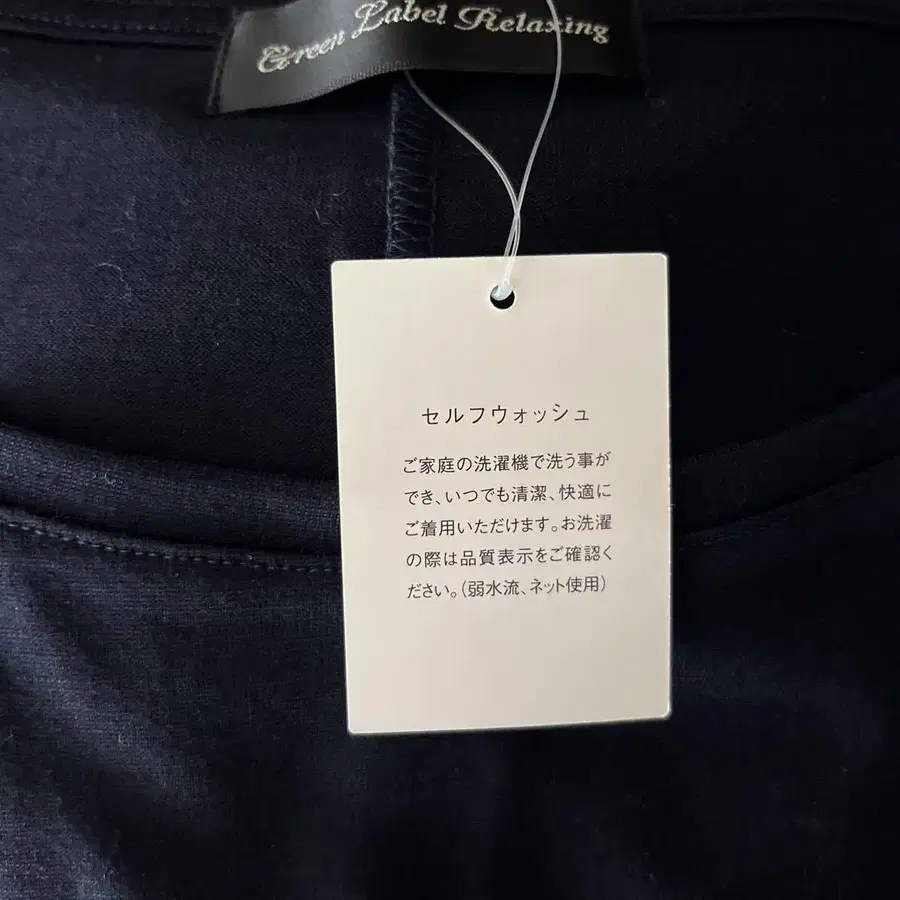 Green Label Relaxing
セルフウォッシュ
ご家庭の洗濯機で洗う事が
でき、いつでも清潔、快適に
ご着用いただけます。お洗濯
の際は品質表示をご確認く
ださい。(弱水流、ネット使用)